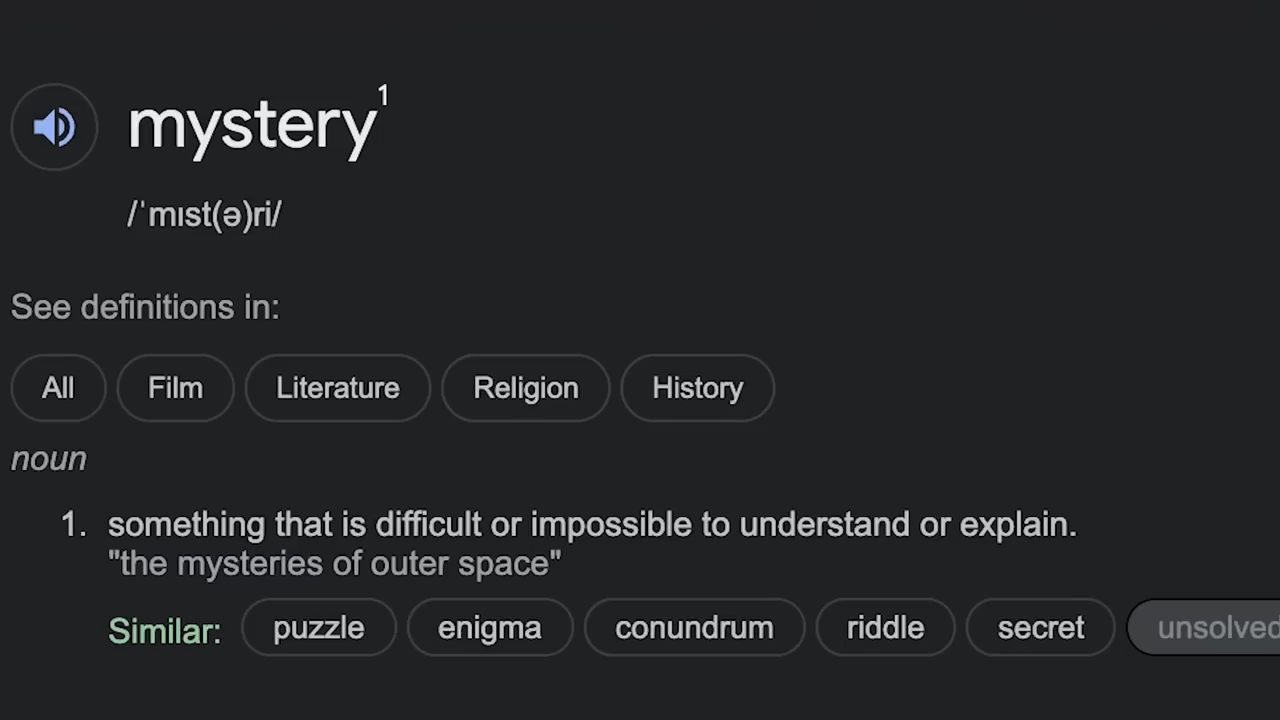 mystery¹
/ˈmɪst(ə)ri/
See definitions in:
All Film Literature Religion History
noun
1. something that is difficult or impossible to understand or explain.
"the mysteries of outer space"
Similar: puzzle enigma conundrum riddle secret unsolved